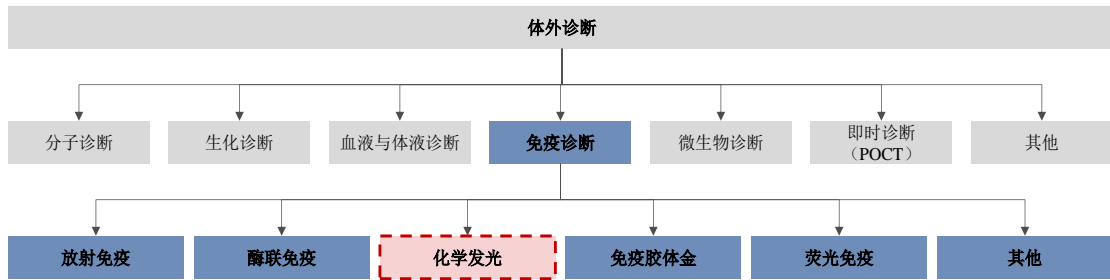 体外诊断
分子诊断
生化诊断
血液与体液诊断
免疫诊断
微生物诊断
即时诊断
（POCT）
其他
放射免疫
酶联免疫
化学发光
免疫胶体金
荧光免疫
其他